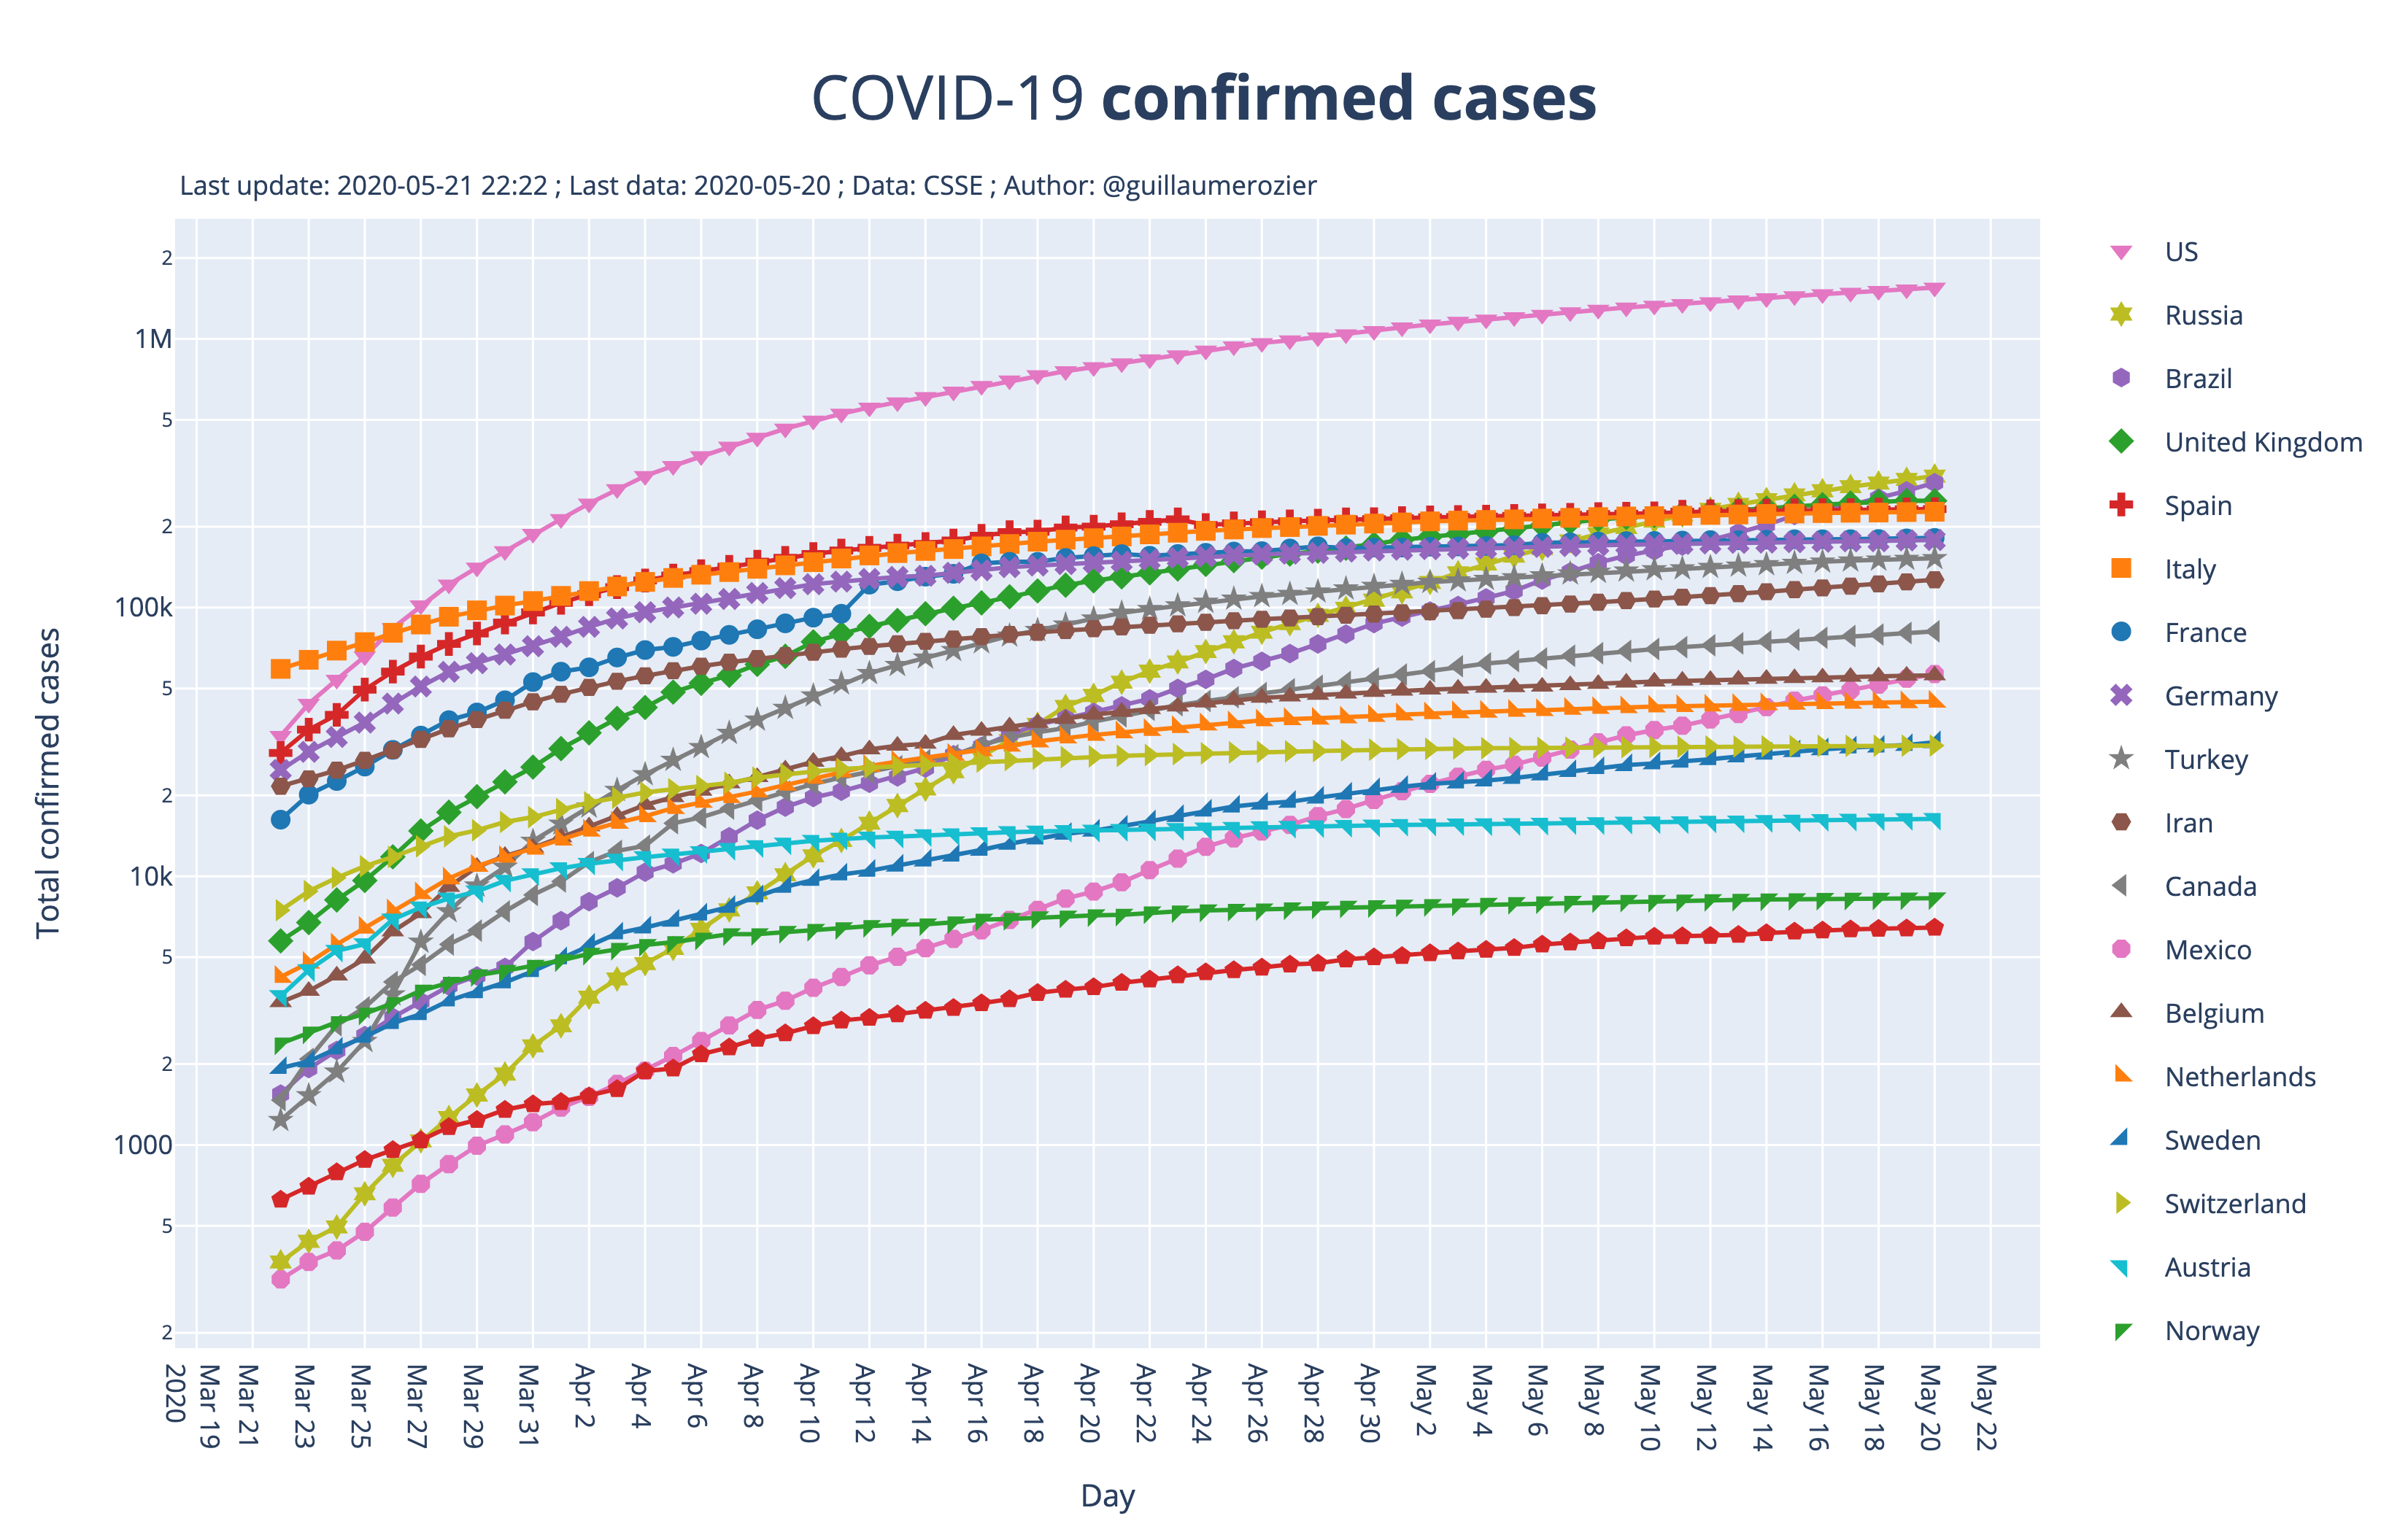 COVID-19 confirmed cases
Last update: 2020-05-21 22:22 ; Last data: 2020-05-20 ; Data: CSSE ; Author: @guillaumerozier
Total confirmed cases
2
1M
5
2
100k
5
2
10k
5
2
1000
5
2
2020
Mar 19
Mar 21
Mar 23
Mar 25
Mar 27
Mar 29
Mar 31
Apr 2
Apr 4
Apr 6
Apr 8
Apr 10
Apr 12
Apr 14
Apr 16
Apr 18
Apr 20
Apr 22
Apr 24
Apr 26
Apr 28
Apr 30
May 2
May 4
May 6
May 8
May 10
May 12
May 14
May 16
May 18
May 20
May 22
Day
US
Russia
Brazil
United Kingdom
Spain
Italy
France
Germany
Turkey
Iran
Canada
Mexico
Belgium
Netherlands
Sweden
Switzerland
Austria
Norway